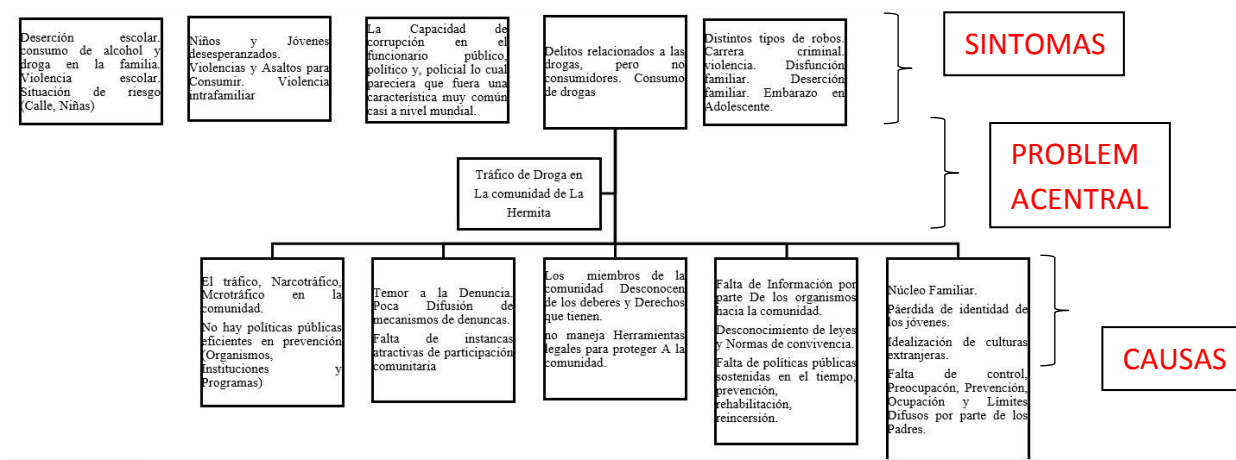 Deserción escolar.
consumo de alcohol y
droga en la familia.
Violencia escolar.
Situación de riesgo
(Calle, Niñas)
Niños y Jóvenes
desesperanzados.
Violencias y Asaltos para
Consumir. Violencia
intrafamiliar
La Capacidad de
corrupción en el
funcionario público,
político y, policial lo cual
pareciera que fuera una
característica muy común
casi a nivel mundial.
Delitos relacionados a las
drogas, pero no
consumidores. Consumo
de drogas
Distintos tipos de robos.
Carrera criminal.
violencia. Disfunción
familiar. Deserción
familiar. Embarazo en
Adolescente.
SINTOMAS
Tráfico de Droga en
La comunidad de La
Hermita
PROBLEM
ACENTRAL
El tráfico, Narcotráfico,
Mcrotráfico en la
comunidad.
No hay políticas públicas
eficientes en prevención
(Organismos,
Instituciones y
Programas)
Temor a la Denuncia.
Poca Difusión de
mecanismos de denuncas.
Falta de instancias
atractivas de participación
comunitaria
Los miembros de la
comunidad Desconocen
de los deberes y Derechos
que tienen.
no maneja Herramientas
legales para proteger A la
comunidad.
Falta de Información por
parte De los organismos
hacia la comunidad.
Desconocimiento de leyes
y Normas de convivencia.
Falta de políticas públicas
sostenidas en el tiempo,
prevención,
rehabilitación,
reincersión.
Núcleo Familiar.
Páerdida de identidad de
los jóvenes.
Idealización de culturas
extranjeras.
Falta de control,
Preocupacón, Prevención,
Ocupación y Límites
Difusos por parte de los
Padres.
CAUSAS